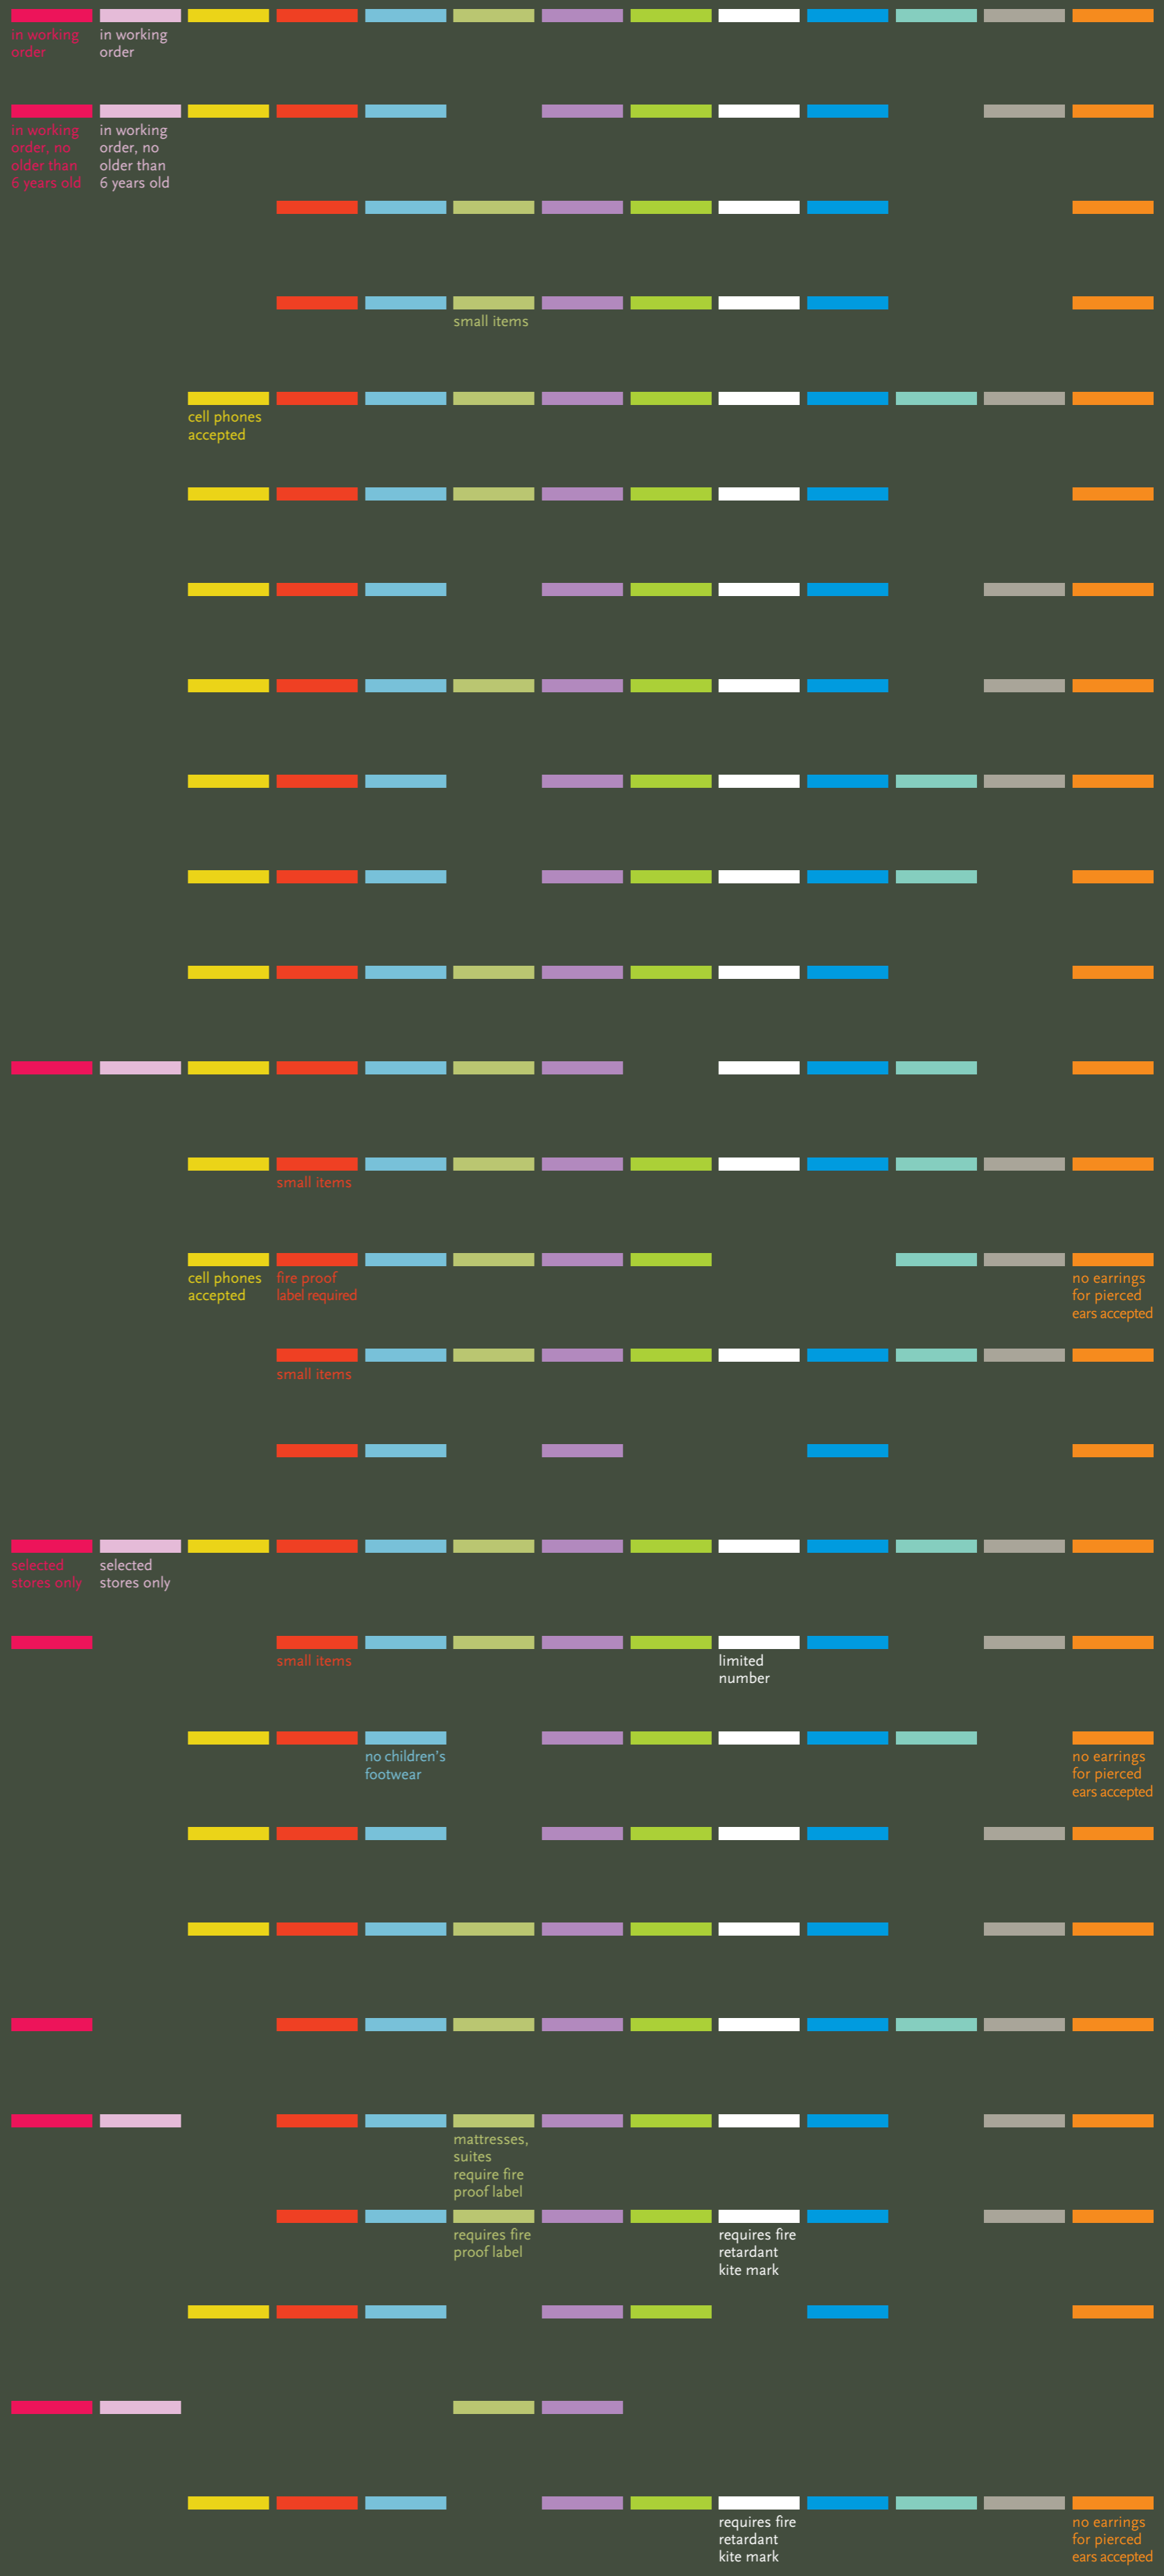 in working
order
in working
order
in working
order, no
older than
6 years old
in working
order, no
older than
6 years old
small items
cell phones
accepted
small items
cell phones
accepted
fire proof
label required
no earrings
for pierced
ears accepted
small items
selected
stores only
selected
stores only
small items
limited
number
no children's
footwear
no earrings
for pierced
ears accepted
mattresses,
suites
require fire
proof label
requires fire
proof label
requires fire
retardant
kite mark
requires fire
retardant
kite mark
no earrings
for pierced
ears accepted